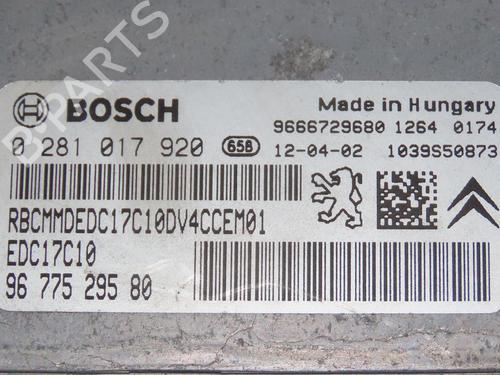 BOSCH
Made in Hungary
9666729680 1264 0174
0 281 017 920 658 12-04-02 1039S50873
RBCMMDEDC17C10DV4CCEM01
EDC17C10
96 775 295 80
B-PARTS